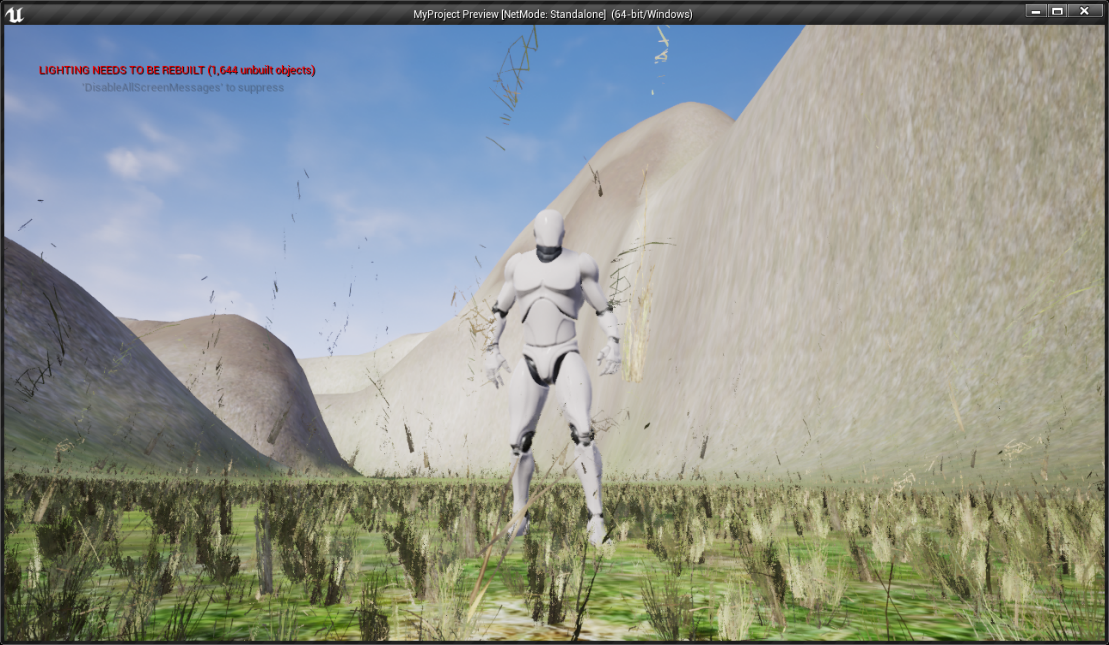 MyProject Preview [NetMode: Standalone] (64-bit/Windows)
LIGHTING NEEDS TO BE REBUILT (1,644 unbuilt objects)
'DisableAllScreenMessages' to suppress